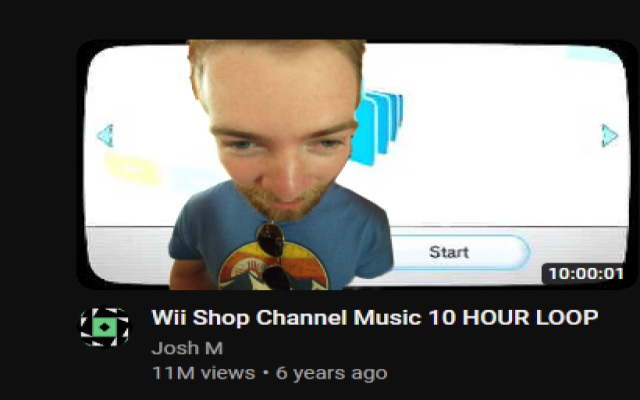 Start
10:00:01
Wii Shop Channel Music 10 HOUR LOOP
Josh M
11M views • 6 years ago